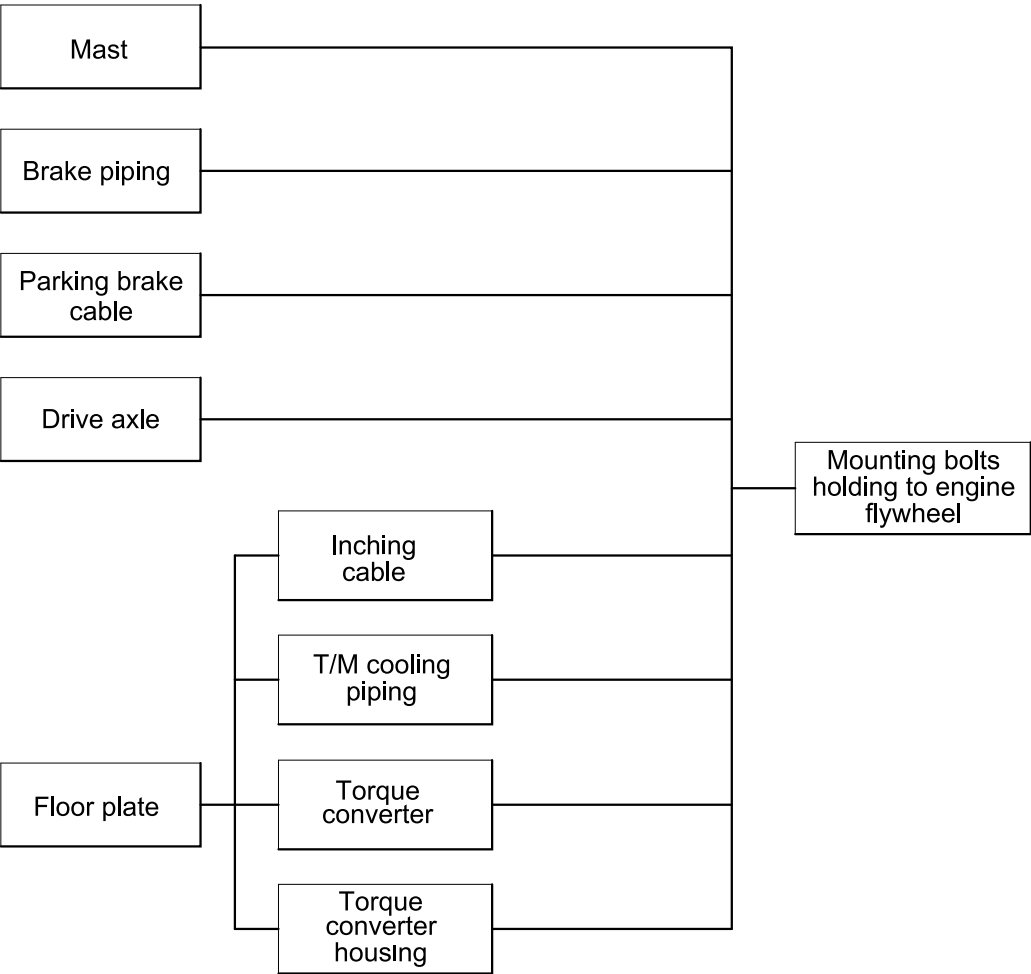 Mast
Brake piping
Parking brake
cable
Drive axle
Mounting bolts
holding to engine
flywheel
Inching
cable
T/M cooling
piping
Floor plate
Torque
converter
Torque
converter
housing